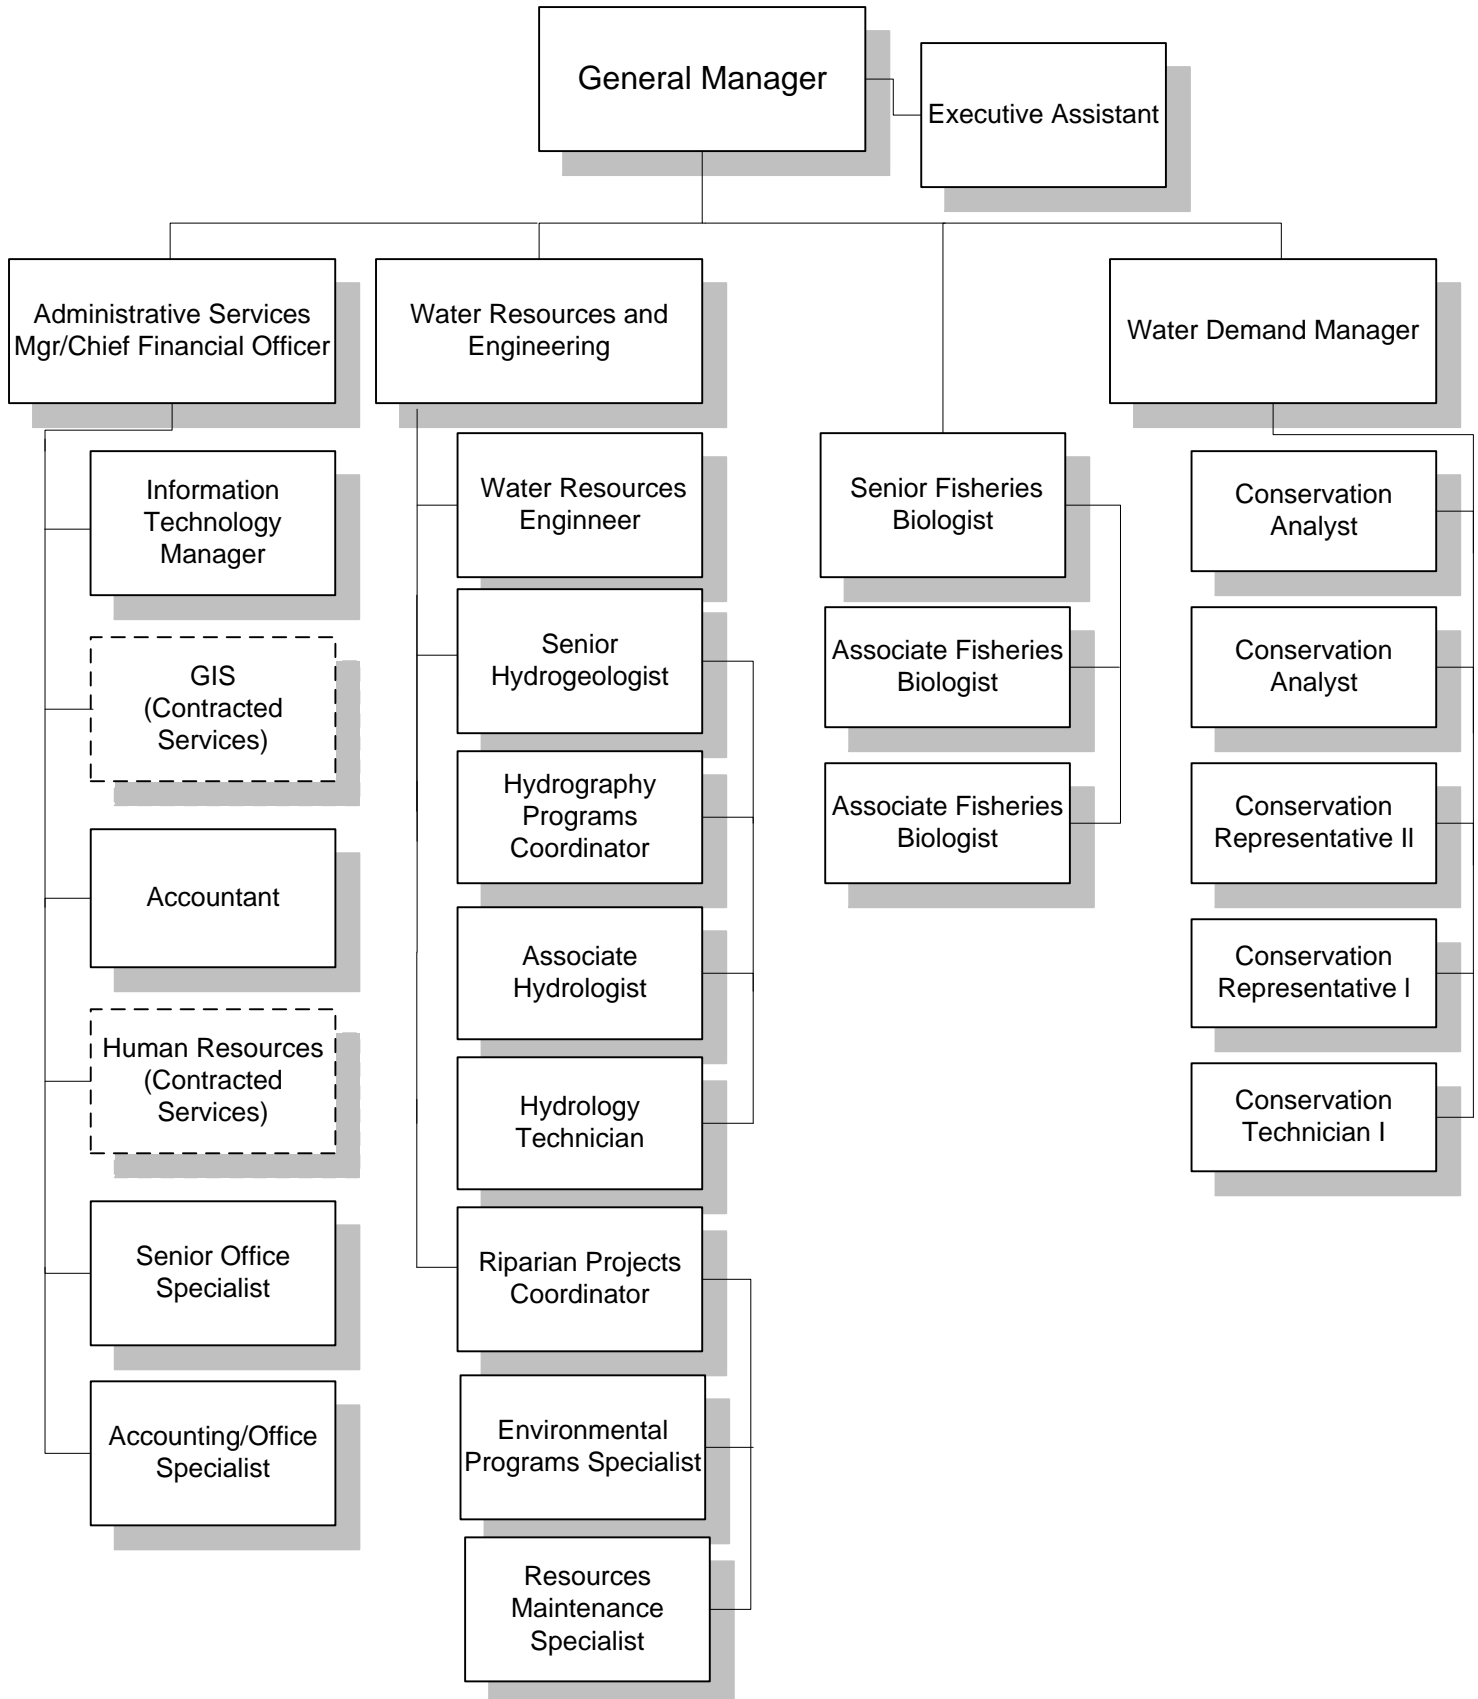 General Manager
Executive Assistant
Administrative Services
Mgr/Chief Financial Officer
Water Resources and
Engineering
Water Demand Manager
Information
Technology
Manager
GIS
(Contracted
Services)
Accountant
Human Resources
(Contracted
Services)
Senior Office
Specialist
Accounting/Office
Specialist
Water Resources
Enginneer
Senior
Hydrogeologist
Hydrography
Programs
Coordinator
Associate
Hydrologist
Hydrology
Technician
Riparian Projects
Coordinator
Environmental
Programs Specialist
Resources
Maintenance
Specialist
Senior Fisheries
Biologist
Associate Fisheries
Biologist
Associate Fisheries
Biologist
Conservation
Analyst
Conservation
Analyst
Conservation
Representative II
Conservation
Representative I
Conservation
Technician I